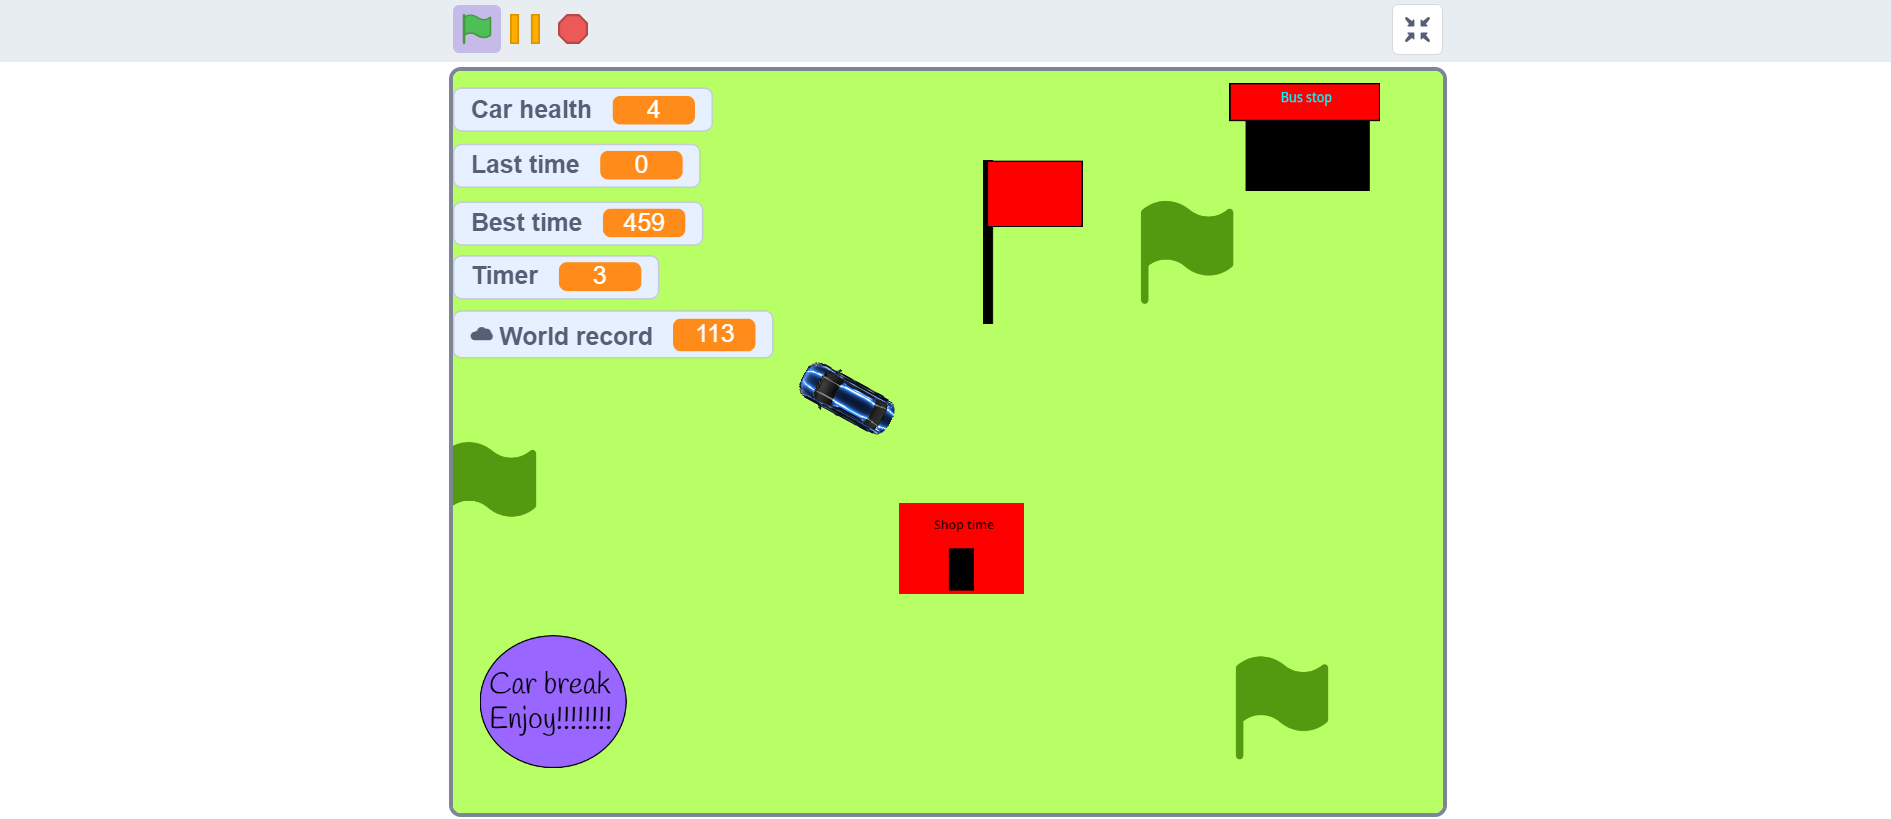 Car health 4
Last time 0
Best time 459
Timer 3
World record 113
Bus stop
Shop time
Car break
Enjoy!!!!!!!!